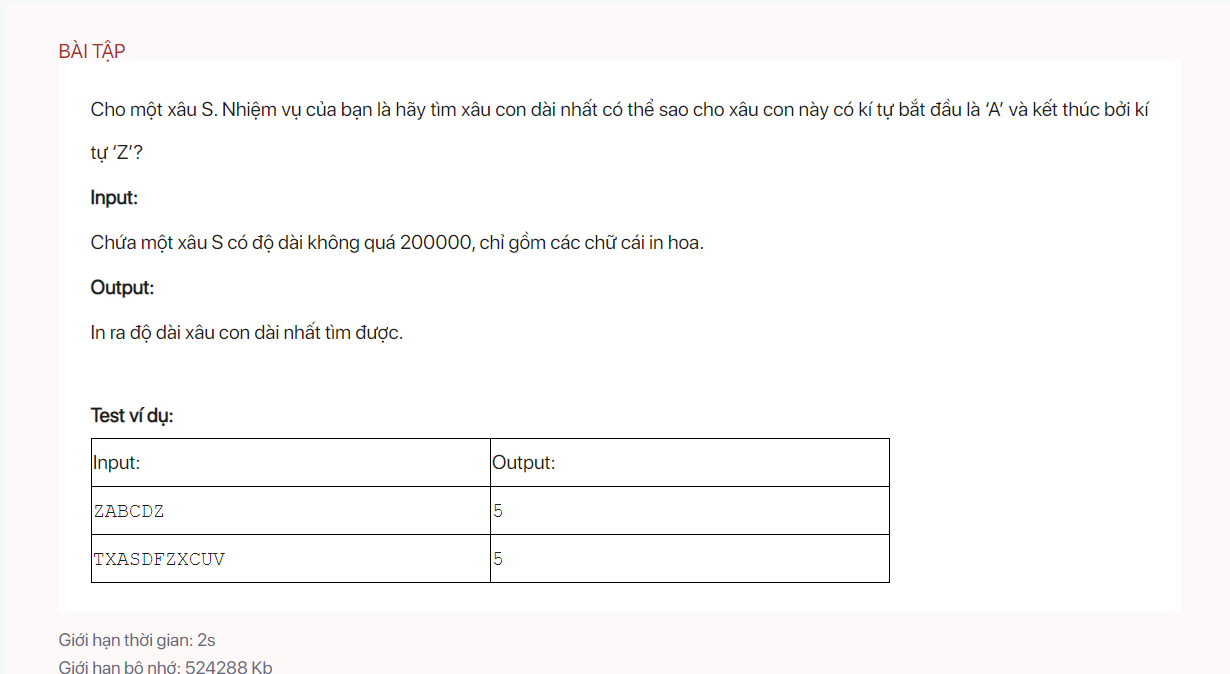 BÀI TẬP
Cho một xâu S. Nhiệm vụ của bạn là hãy tìm xâu con dài nhất có thể sao cho xâu con này có kí tự bắt đầu là ‘A’ và kết thúc bởi kí
tự ‘Z’?
Input:
Chứa một xâu S có độ dài không quá 200000, chỉ gồm các chữ cái in hoa.
Output:
In ra độ dài xâu con dài nhất tìm được.
Test ví dụ:
Input: Output:
ZABCDZ 5
TXASDFZXCUV 5
Giới hạn thời gian: 2s
Giới hạn bộ nhớ: 524288 Kb